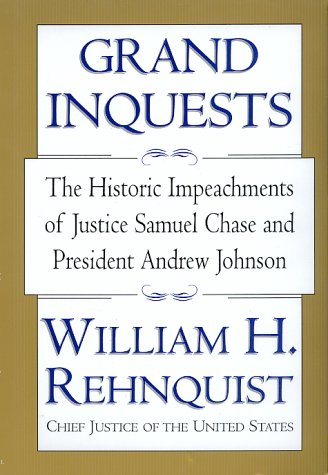 GRAND
INQUESTS
The Historic Impeachments
of Justice Samuel Chase and
President Andrew Johnson
WILLIAM H.
REHNQUIST
CHIEF JUSTICE OF THE UNITED STATES